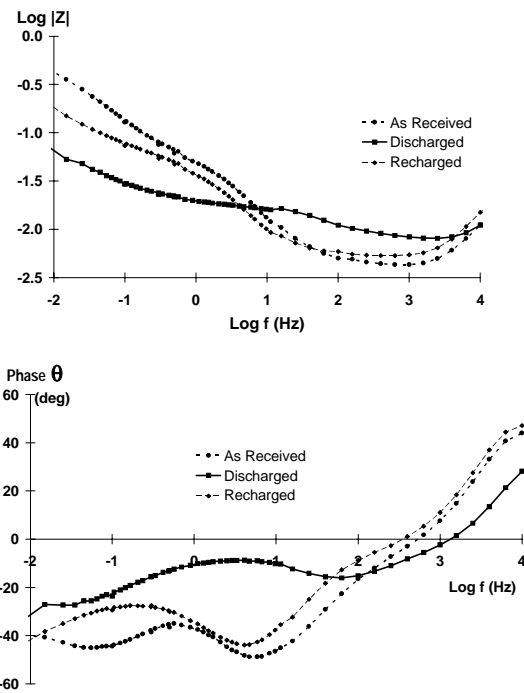 Log |Z|
0.0
-0.5
-1.0
-1.5
-2.0
-2.5
-2 -1 0 1 2 3 4
Log f (Hz)
As Received
Discharged
Recharged
Phase θ
(deg)
60
40
20
0
-20
-40
-60
-2 -1 0 1 2 3 4
Log f (Hz)
As Received
Discharged
Recharged